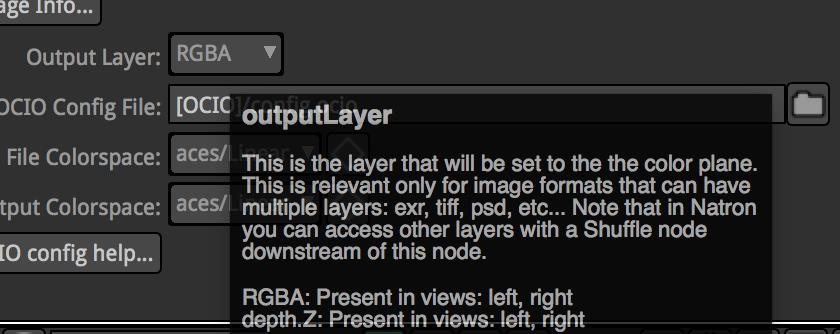 age Info...
Output Layer: RGBA
OCIO Config File: [OCIO]/config.ocio
outputLayer
File Colorspace: aces/Linear
This is the layer that will be set to the the color plane.
This is relevant only for image formats that can have
tput Colorspace: aces/Linear
multiple layers: exr, tiff, psd, etc... Note that in Natron
you can access other layers with a Shuffle node
IO config help...
downstream of this node.
RGBA: Present in views: left, right
depth.Z: Present in views: left, right